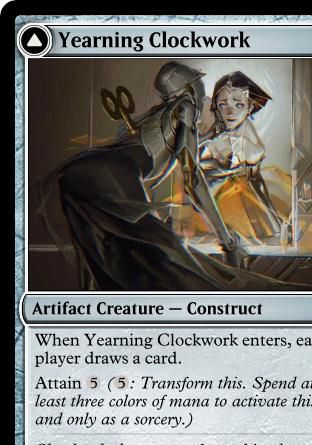 Yearning Clockwork
Artifact Creature — Construct
When Yearning Clockwork enters, ea
player draws a card.
Attain 5 (5: Transform this. Spend at
least three colors of mana to activate this
and only as a sorcery.)